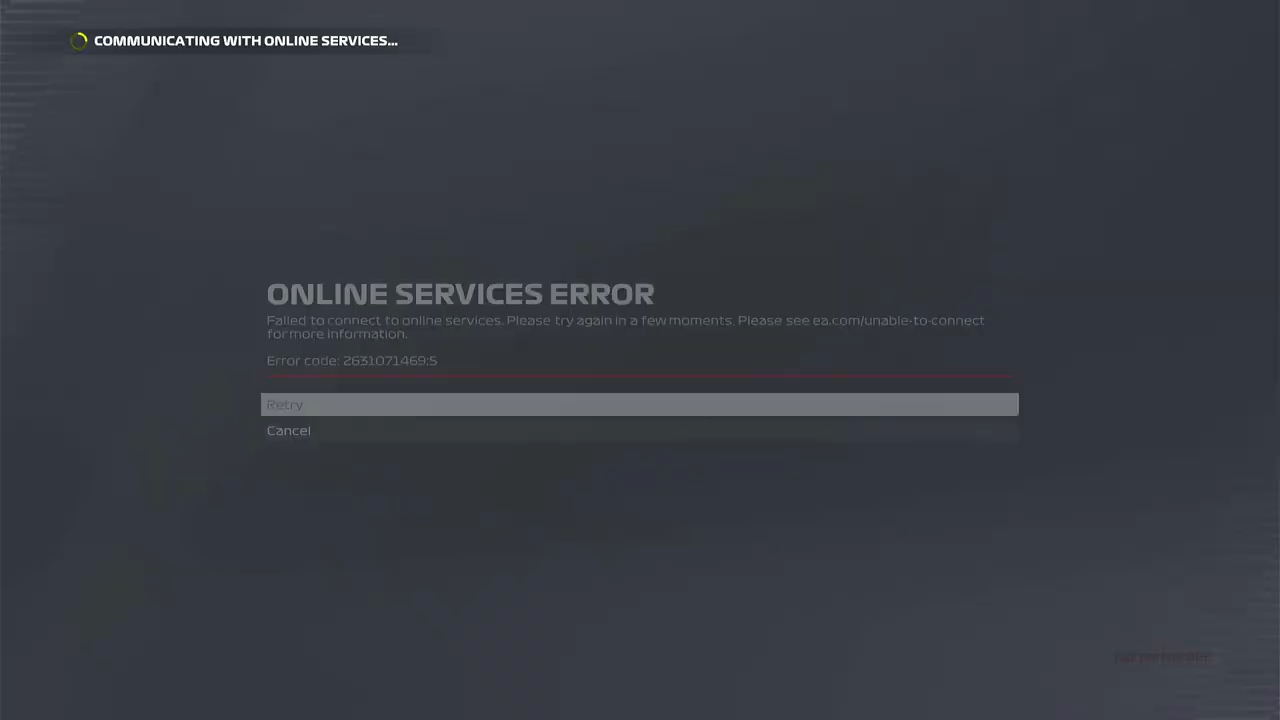 COMMUNICATING WITH ONLINE SERVICES...
ONLINE SERVICES ERROR
Failed to connect to online services. Please try again in a few moments. Please see ea.com/unable-to-connect
for more information.
Error code: 2631071469:S
Retry
Cancel